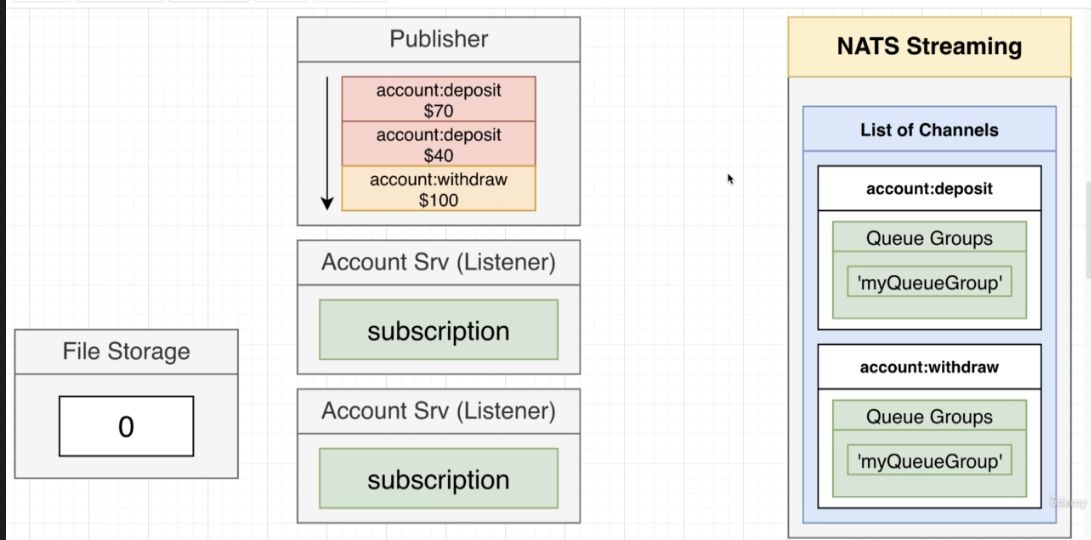 Publisher
account:deposit
$70
account:deposit
$40
account:withdraw
$100
Account Srv (Listener)
subscription
Account Srv (Listener)
subscription
File Storage
0
NATS Streaming
List of Channels
account:deposit
Queue Groups
'myQueueGroup'
account:withdraw
Queue Groups
'myQueueGroup'
Udemy